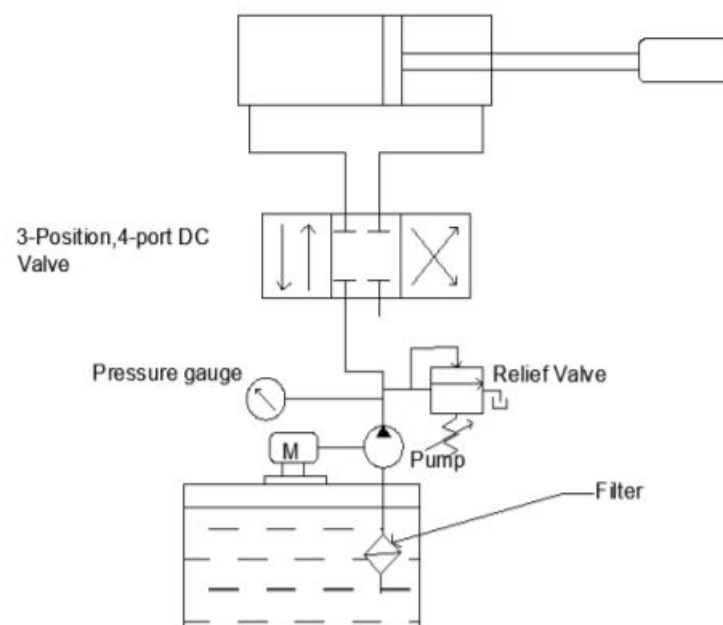 3-Position,4-port DC
Valve
Pressure gauge
Relief Valve
M
Pump
Filter